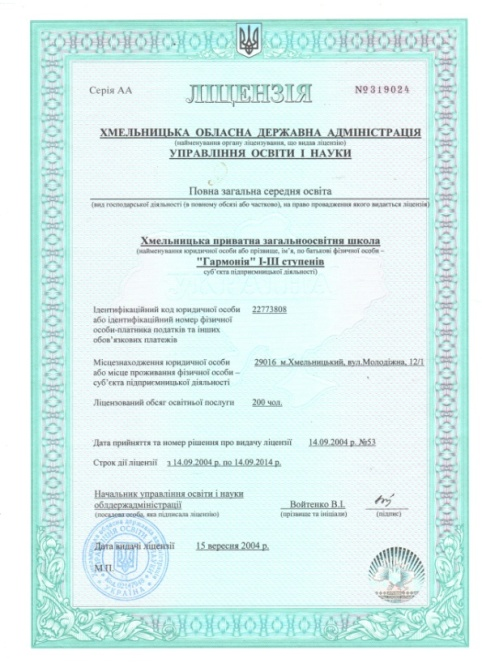 Серія АА
ЛІЦЕНЗІЯ
№319024
ХМЕЛЬНИЦЬКА ОБЛАСНА ДЕРЖАВНА АДМІНІСТРАЦІЯ
(найменування органу ліцензування, що видав ліцензію)
УПРАВЛІННЯ ОСВІТИ І НАУКИ
Повна загальна середня освіта
(вид господарської діяльності (в повному обсязі або частково), на право провадження якого видається ліцензія)
Хмельницька приватна загальноосвітня школа
(найменування юридичної особи або прізвище, ім'я, по батькові фізичної особи –
"Гармонія" І-ІІІ ступенів
суб'єкта підприємницької діяльності)
Ідентифікаційний код юридичної особи 22773808
або ідентифікаційний номер фізичної
особи-платника податків та інших
обов'язкових платежів
Місцезнаходження юридичної особи 29016 м.Хмельницький, вул.Молодіжна, 12/1
або місце проживання фізичної особи –
суб'єкта підприємницької діяльності
Ліцензований обсяг освітньої послуги 200 чол.
Дата прийняття та номер рішення про видачу ліцензії 14.09.2004 р. №53
Строк дії ліцензії з 14.09.2004 р. по 14.09.2014 р.
Начальник управління освіти і науки
облдержадміністрації Войтенко В.І.
(посадова особа, яка підписала ліцензію) (прізвище та ініціали) (підпис)
Дата видачі ліцензії 15 вересня 2004 р.
М.П.
УКРАЇНА